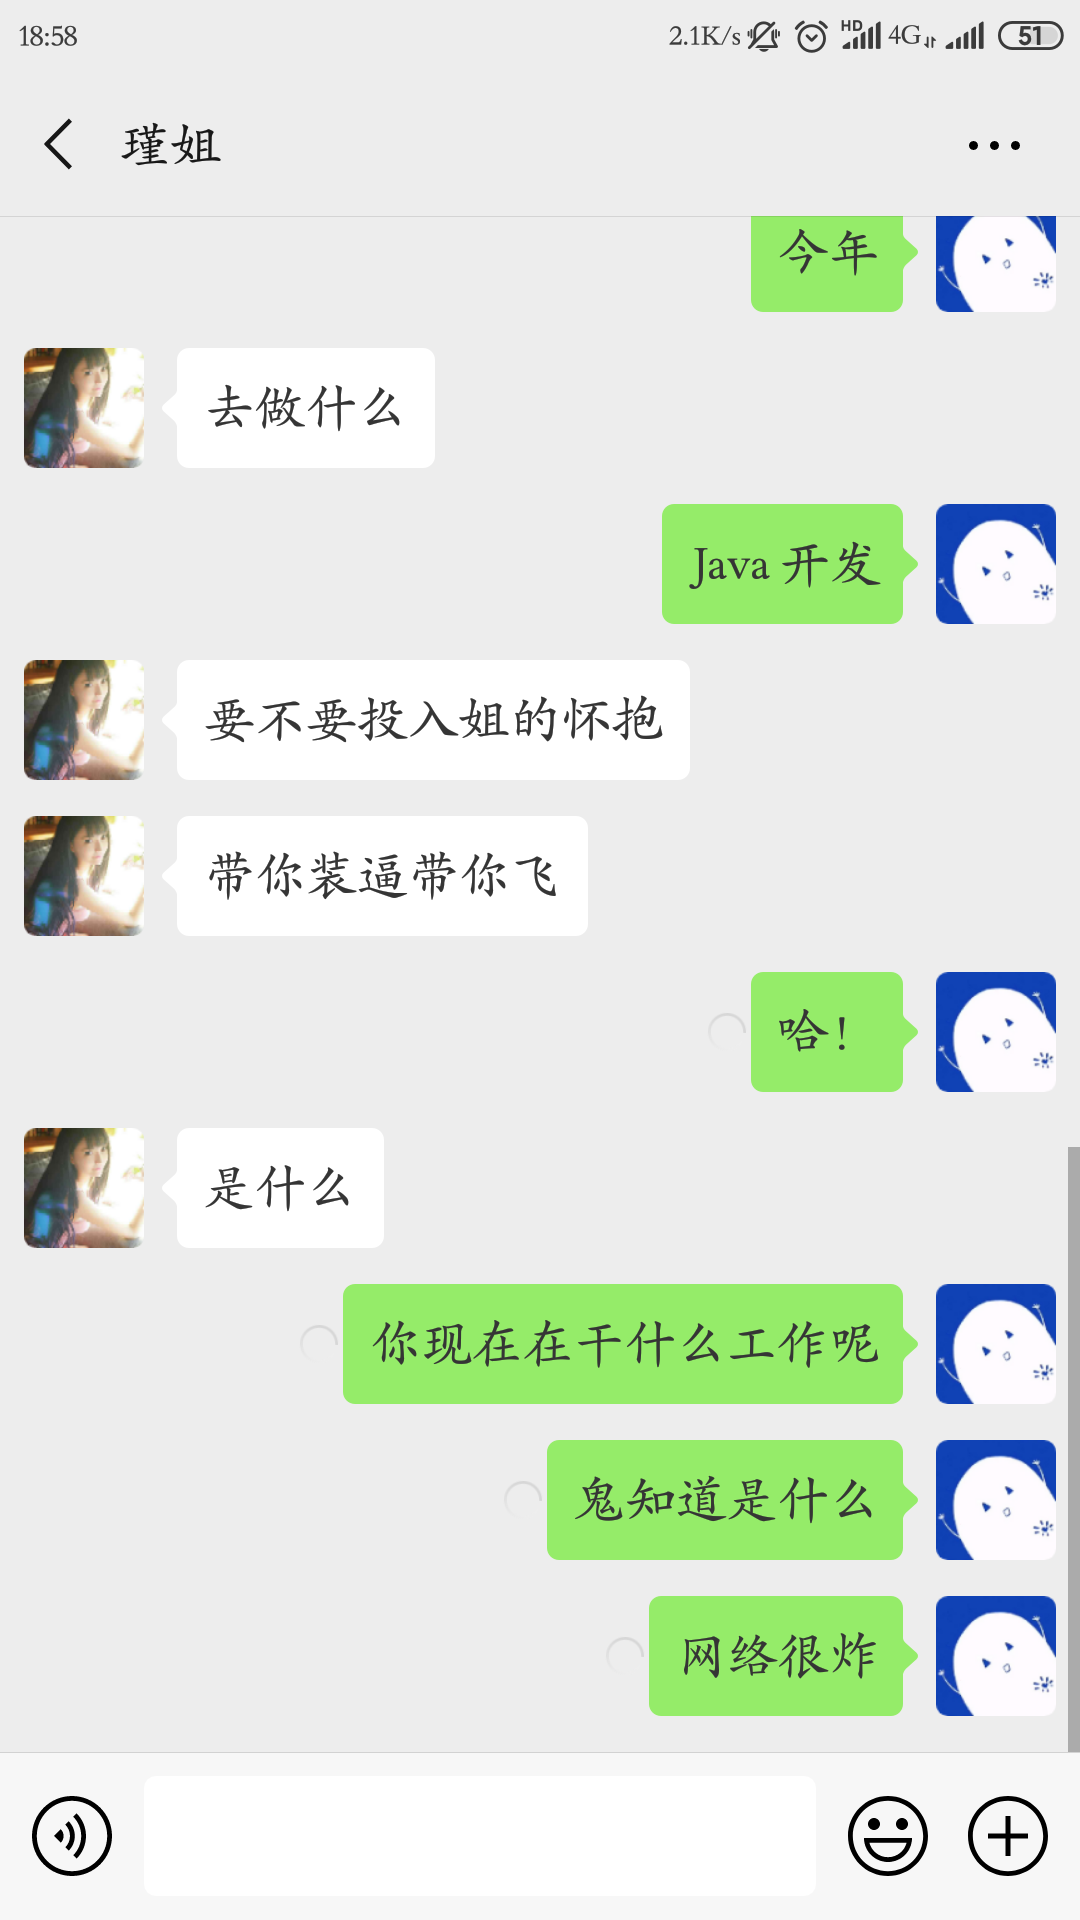 18:58
2.1K/s
HD
4G
51
瑾姐
今年
去做什么
Java 开发
要不要投入姐的怀抱
带你装逼带你飞
哈！
是什么
你现在在干什么工作呢
鬼知道是什么
网络很炸